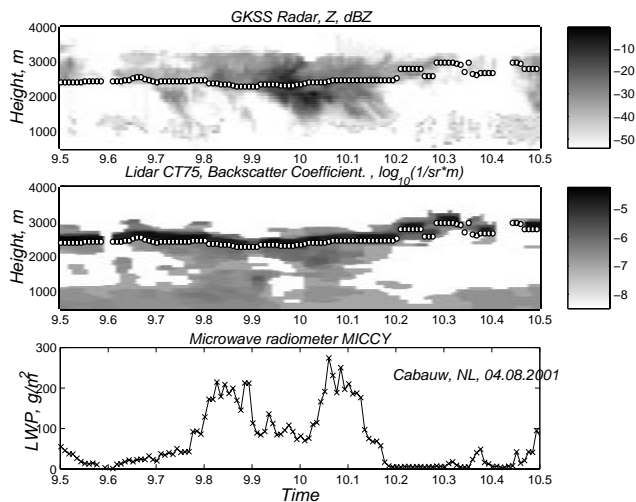 GKSS Radar, Z, dBZ
Height, m
4000
3000
2000
1000
9.5 9.6 9.7 9.8 9.9 10 10.1 10.2 10.3 10.4 10.5
−10
−20
−30
−40
−50
Lidar CT75, Backscatter Coefficient. , log10(1/sr*m)
Height, m
4000
3000
2000
1000
9.5 9.6 9.7 9.8 9.9 10 10.1 10.2 10.3 10.4 10.5
−5
−6
−7
−8
Microwave radiometer MICCY
LWP, g/m2
300
200
100
0
Cabauw, NL, 04.08.2001
9.5 9.6 9.7 9.8 9.9 10 10.1 10.2 10.3 10.4 10.5
Time